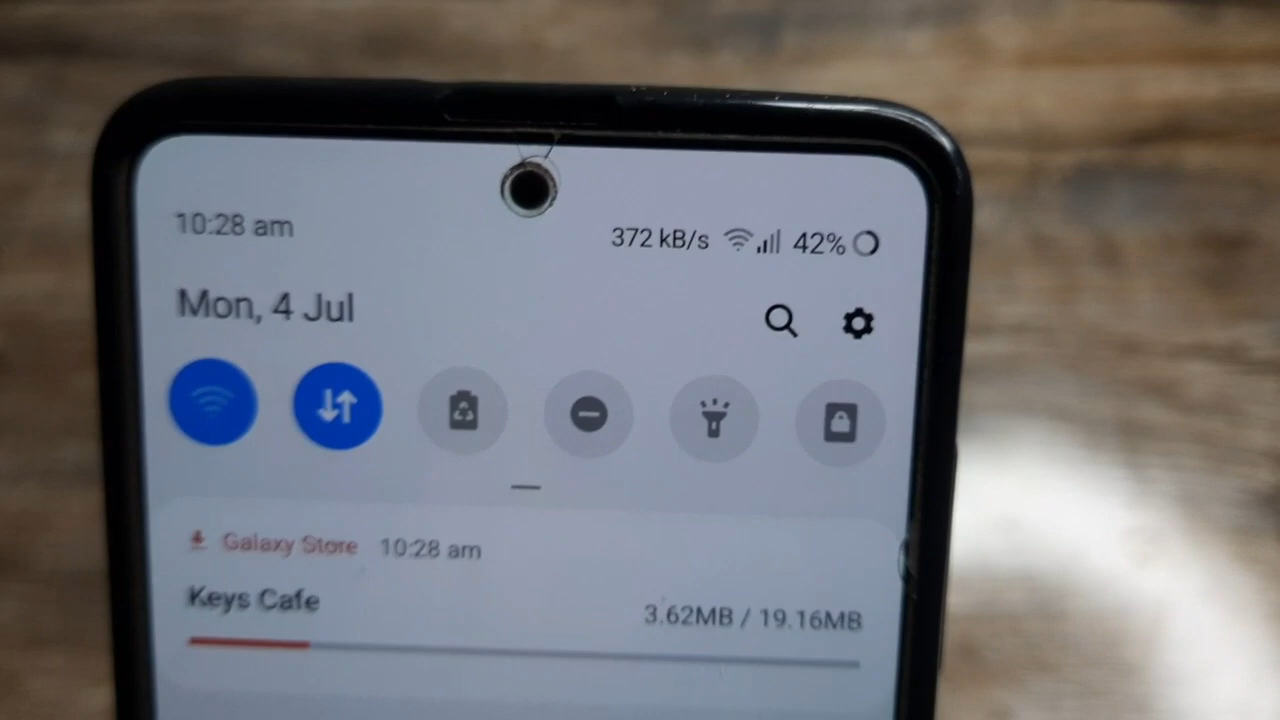 10:28 am
372 kB/s 42%
Mon, 4 Jul
Galaxy Store 10:28 am
Keys Cafe
3.62MB / 19.16MB